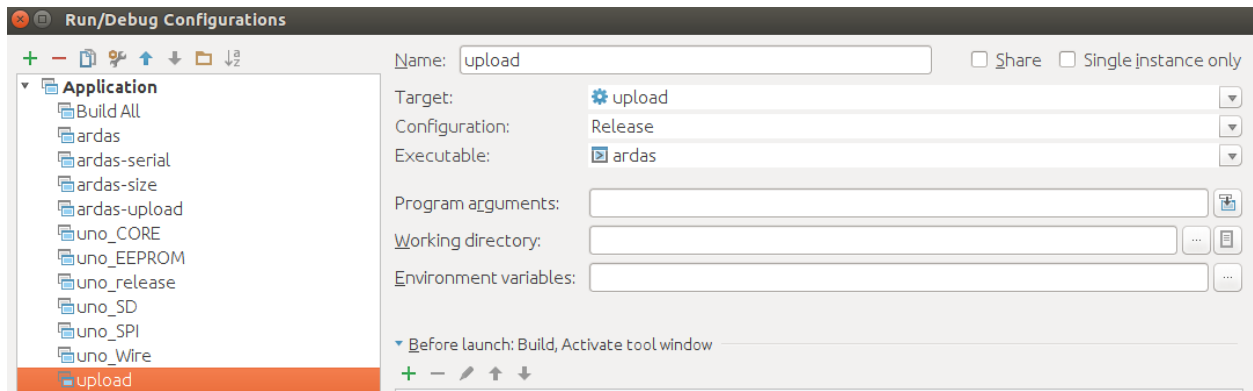 Run/Debug Configurations
Name: upload Share Single instance only
Application
Target: upload
Build All
Configuration: Release
ardas
Executable: ardas
ardas-serial
ardas-size
Program arguments:
ardas-upload
uno_CORE
Working directory: ...
uno_EEPROM
Environment variables: ...
uno_release
uno_SD
uno_SPI
Before launch: Build, Activate tool window
uno_Wire
upload